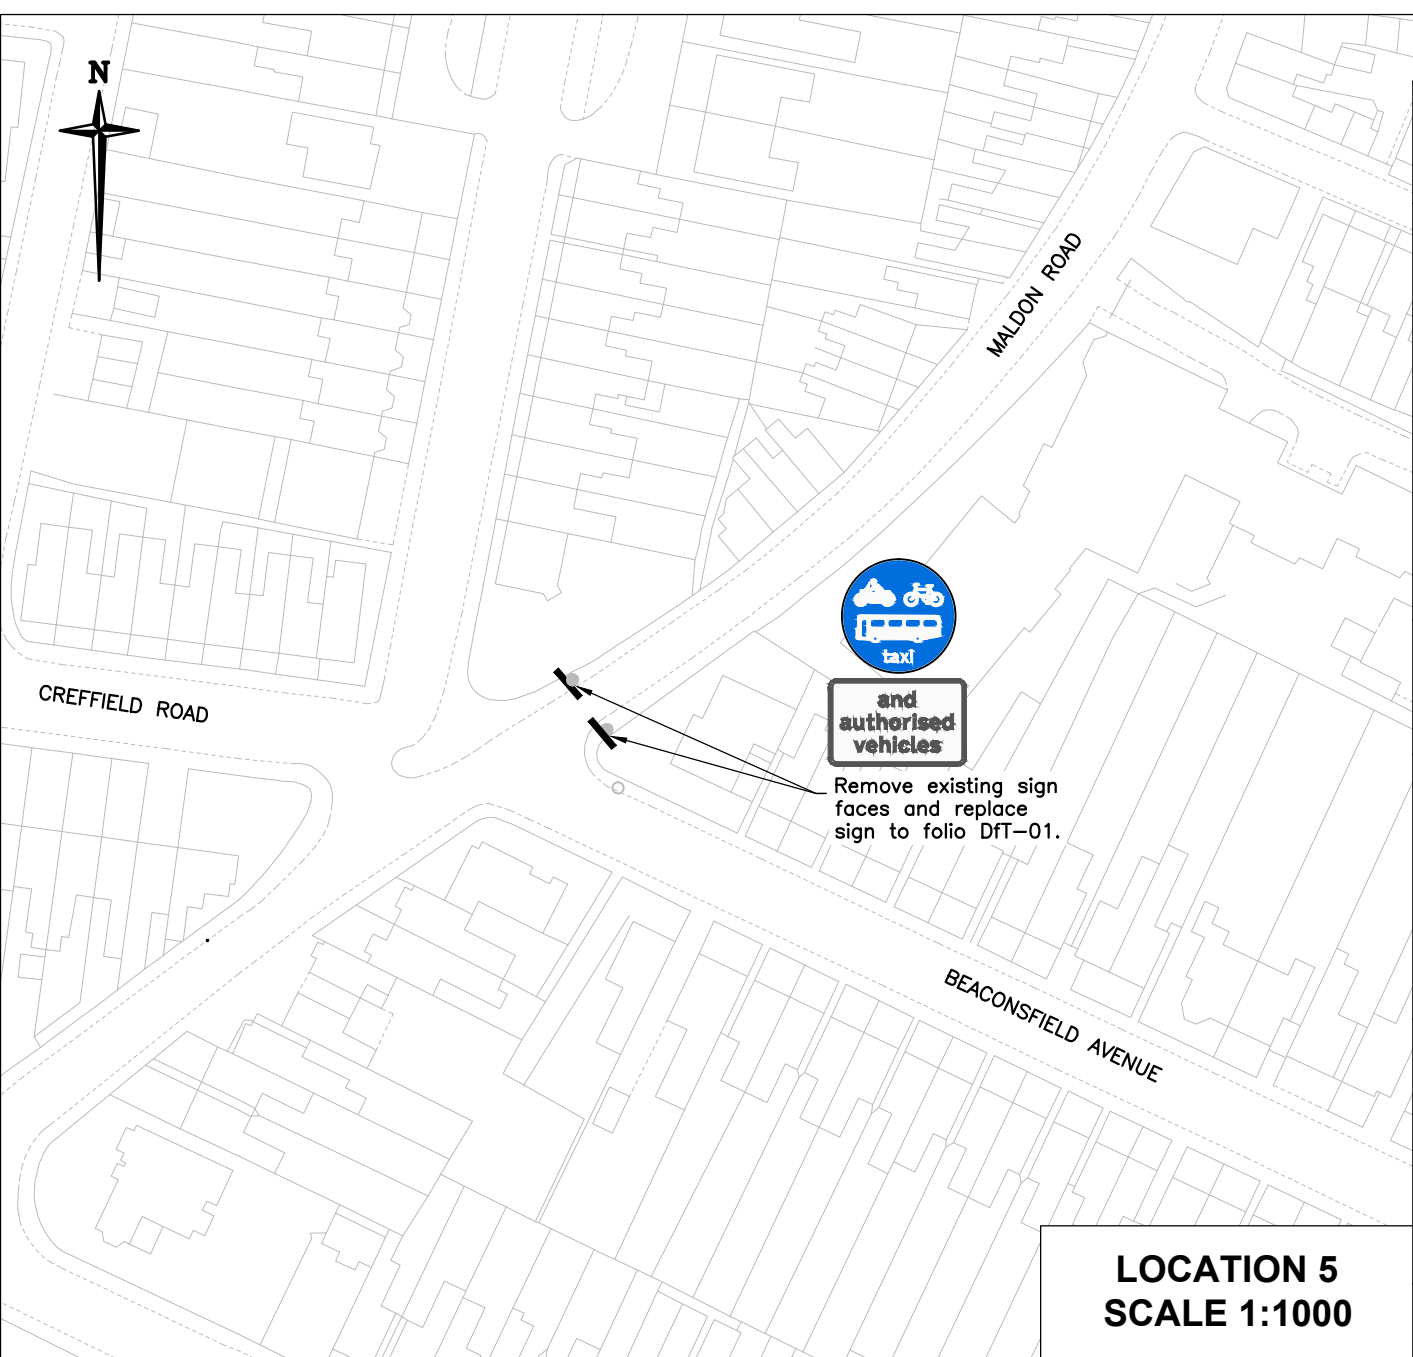 N
MALDON ROAD
taxi
and
authorised
vehicles
CREFFIELD ROAD
Remove existing sign
faces and replace
sign to folio DfT-01.
BEACONSFIELD AVENUE
LOCATION 5
SCALE 1:1000